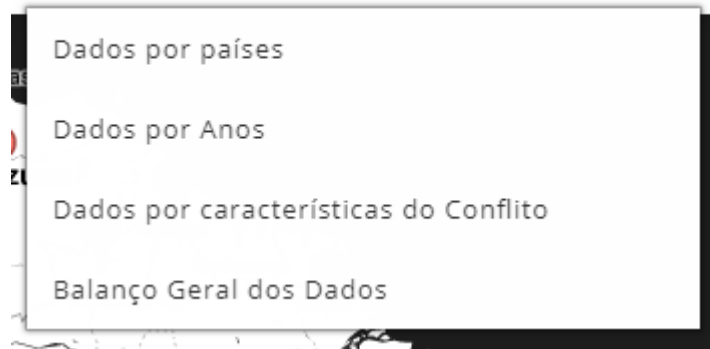 Dados por países
Dados por Anos
Dados por características do Conflito
Balanço Geral dos Dados